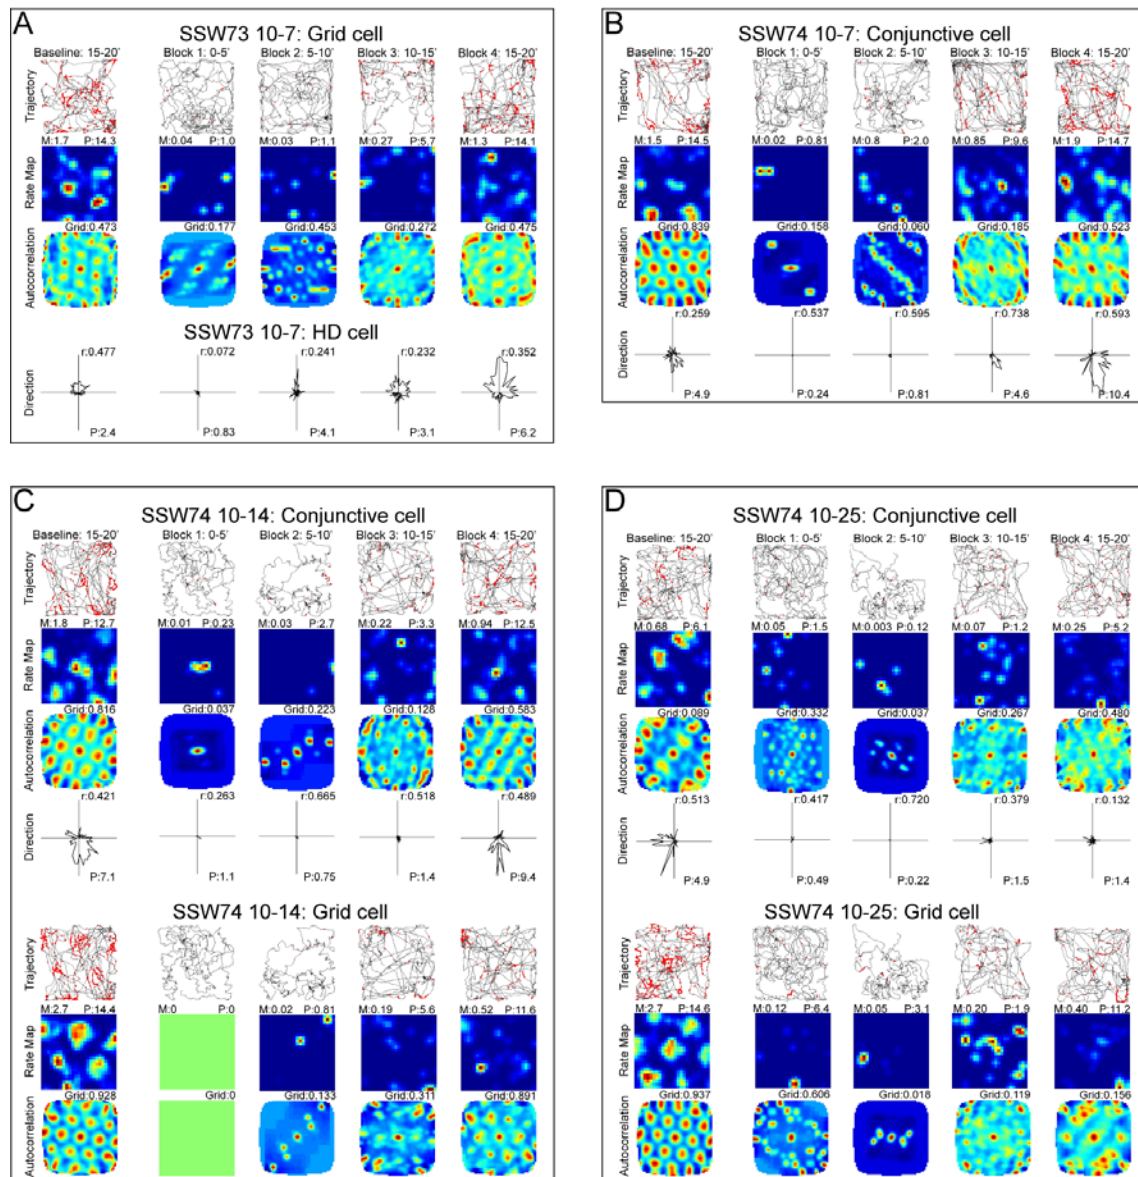 A
SSW73 10-7: Grid cell
Baseline: 15-20' Block 1: 0-5' Block 2: 5-10' Block 3: 10-15' Block 4: 15-20'
Trajectory
M:1.7 P:14.3 M:0.04 P:1.0 M:0.03 P:1.1 M:0.27 P:5.7 M:1.3 P:14.1
Rate Map
Grid:0.473 Grid:0.177 Grid:0.453 Grid:0.272 Grid:0.475
Autocorrelation
SSW73 10-7: HD cell
r:0.477 r:0.072 r:0.241 r:0.232 r:0.352
Direction
P:2.4 P:0.83 P:4.1 P:3.1 P:6.2
B
SSW74 10-7: Conjunctive cell
Baseline: 15-20' Block 1: 0-5' Block 2: 5-10' Block 3: 10-15' Block 4: 15-20'
Trajectory
M:1.5 P:14.5 M:0.02 P:0.81 M:0.8 P:2.0 M:0.85 P:9.6 M:1.9 P:14.7
Rate Map
Grid:0.839 Grid:0.158 Grid:0.060 Grid:0.185 Grid:0.523
Autocorrelation
r:0.259 r:0.537 r:0.595 r:0.738 r:0.593
Direction
P:4.9 P:0.24 P:0.81 P:4.6 P:10.4
C
SSW74 10-14: Conjunctive cell
Baseline: 15-20' Block 1: 0-5' Block 2: 5-10' Block 3: 10-15' Block 4: 15-20'
Trajectory
M:1.8 P:12.7 M:0.01 P:0.23 M:0.03 P:2.7 M:0.22 P:3.3 M:0.94 P:12.5
Rate Map
Grid:0.816 Grid:0.037 Grid:0.223 Grid:0.128 Grid:0.583
Autocorrelation
r:0.421 r:0.263 r:0.665 r:0.518 r:0.489
Direction
P:7.1 P:1.1 P:0.75 P:1.4 P:9.4
SSW74 10-14: Grid cell
Trajectory
M:2.7 P:14.4 M:0 P:0 M:0.02 P:0.81 M:0.19 P:5.6 M:0.52 P:11.6
Rate Map
Grid:0.928 Grid:0 Grid:0.133 Grid:0.311 Grid:0.891
Autocorrelation
D
SSW74 10-25: Conjunctive cell
Baseline: 15-20' Block 1: 0-5' Block 2: 5-10' Block 3: 10-15' Block 4: 15-20'
Trajectory
M:0.68 P:6.1 M:0.05 P:1.5 M:0.003 P:0.12 M:0.07 P:1.2 M:0.25 P:5.2
Rate Map
Grid:0.089 Grid:0.332 Grid:0.037 Grid:0.267 Grid:0.480
Autocorrelation
r:0.513 r:0.417 r:0.720 r:0.379 r:0.132
Direction
P:4.9 P:0.49 P:0.22 P:1.5 P:1.4
SSW74 10-25: Grid cell
Trajectory
M:2.7 P:14.6 M:0.12 P:6.4 M:0.05 P:3.1 M:0.20 P:1.9 M:0.40 P:11.2
Rate Map
Grid:0.937 Grid:0.606 Grid:0.018 Grid:0.119 Grid:0.156
Autocorrelation